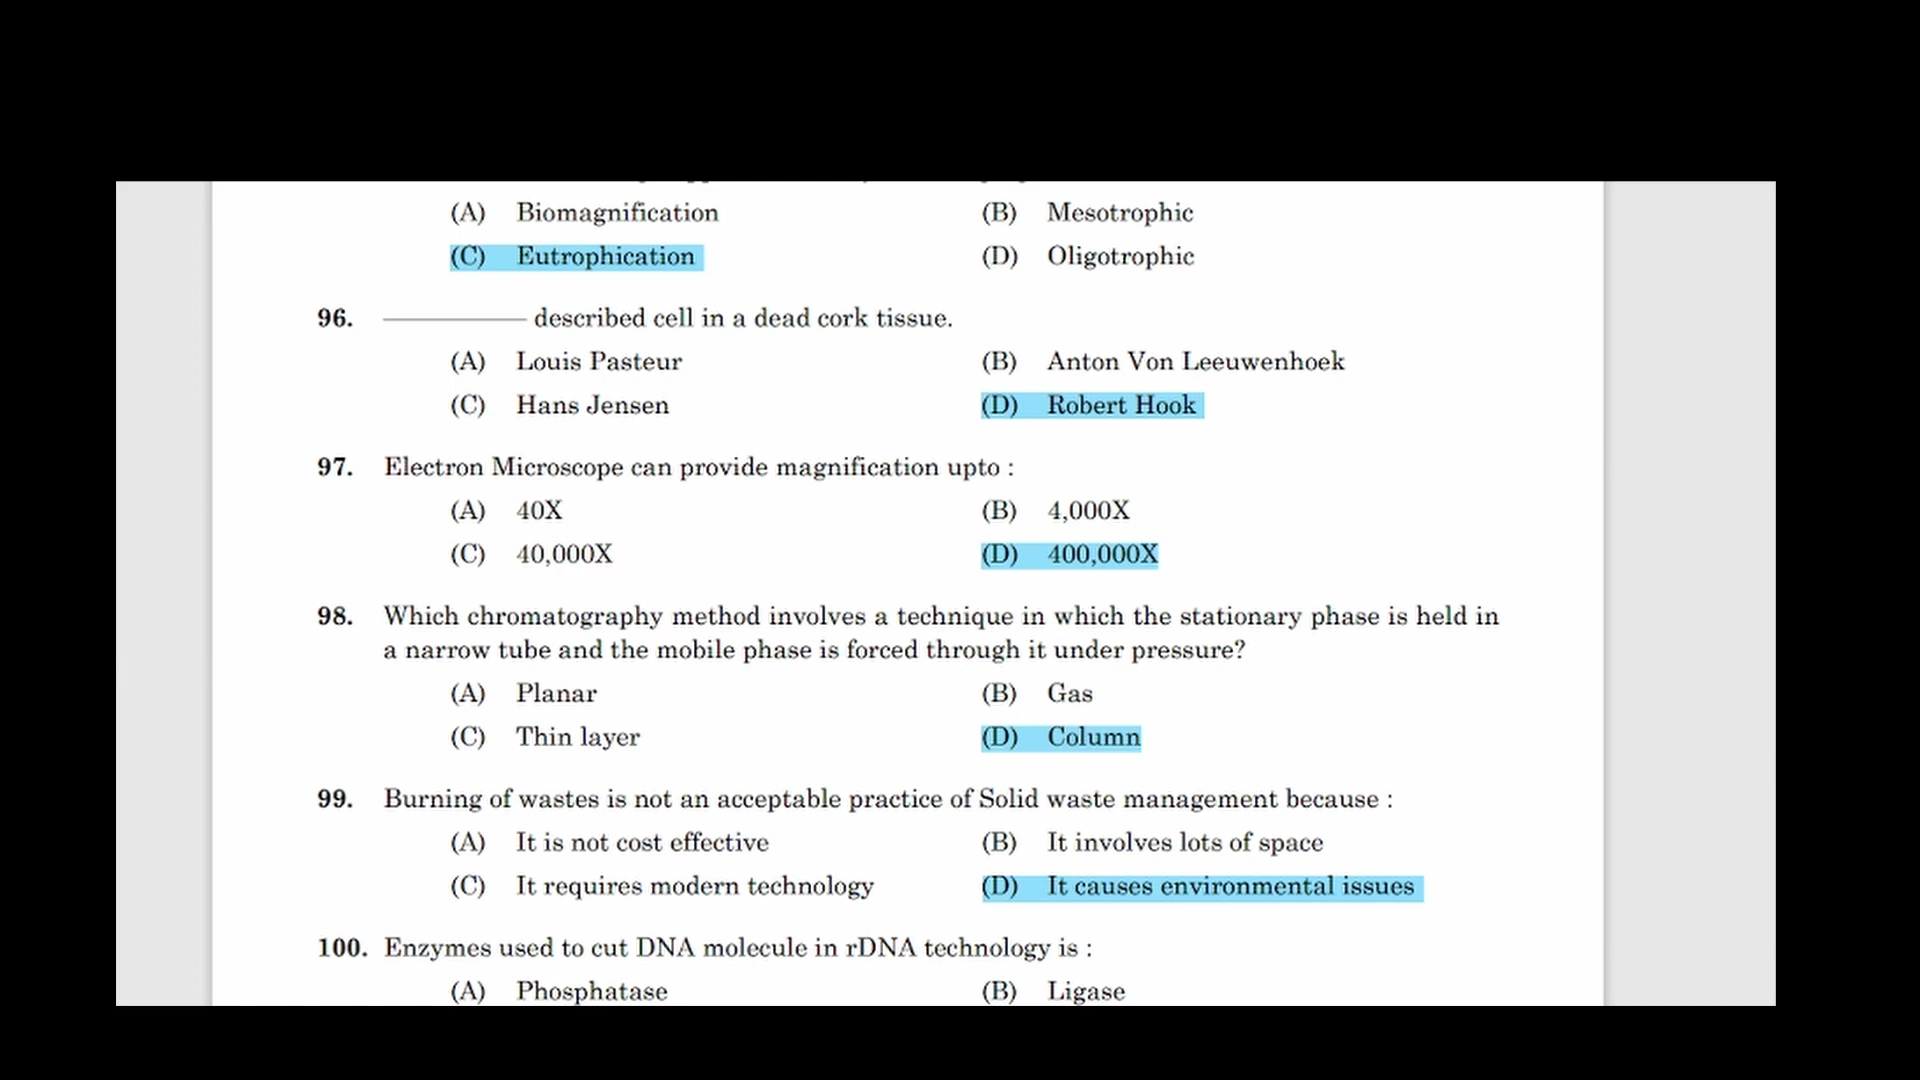 (A) Biomagnification (B) Mesotrophic
(C) Eutrophication (D) Oligotrophic
96. ———— described cell in a dead cork tissue.
(A) Louis Pasteur (B) Anton Von Leeuwenhoek
(C) Hans Jensen (D) Robert Hook
97. Electron Microscope can provide magnification upto :
(A) 40X (B) 4,000X
(C) 40,000X (D) 400,000X
98. Which chromatography method involves a technique in which the stationary phase is held in
a narrow tube and the mobile phase is forced through it under pressure?
(A) Planar (B) Gas
(C) Thin layer (D) Column
99. Burning of wastes is not an acceptable practice of Solid waste management because :
(A) It is not cost effective (B) It involves lots of space
(C) It requires modern technology (D) It causes environmental issues
100. Enzymes used to cut DNA molecule in rDNA technology is :
(A) Phosphatase (B) Ligase